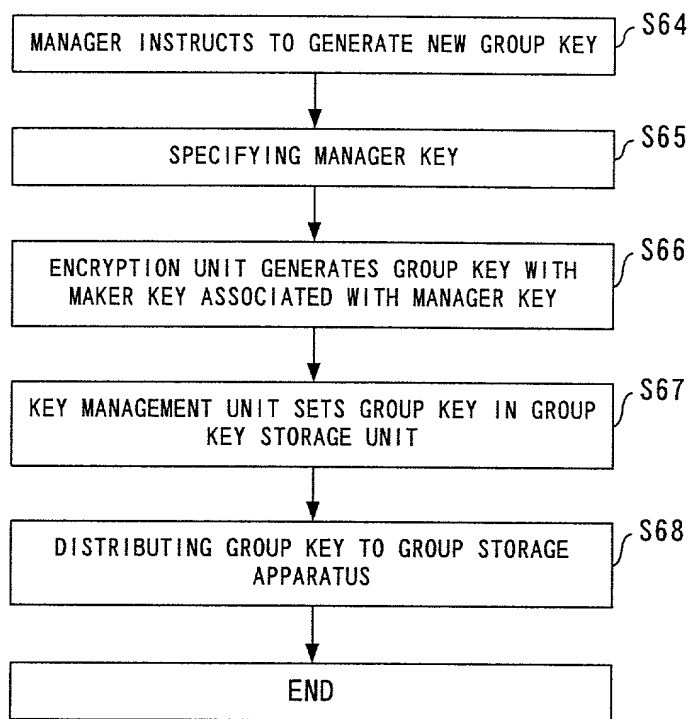 MANAGER INSTRUCTS TO GENERATE NEW GROUP KEY
S64
SPECIFYING MANAGER KEY
S65
ENCRYPTION UNIT GENERATES GROUP KEY WITH
MAKER KEY ASSOCIATED WITH MANAGER KEY
S66
KEY MANAGEMENT UNIT SETS GROUP KEY IN GROUP
KEY STORAGE UNIT
S67
DISTRIBUTING GROUP KEY TO GROUP STORAGE
APPARATUS
S68
END